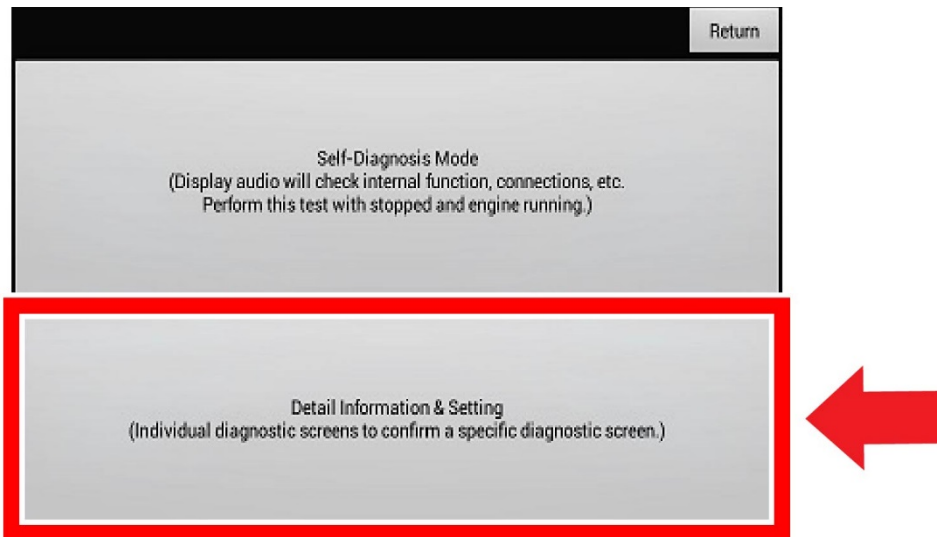 Return
Self-Diagnosis Mode
(Display audio will check internal function, connections, etc.
Perform this test with stopped and engine running.)
Detail Information & Setting
(Individual diagnostic screens to confirm a specific diagnostic screen.)